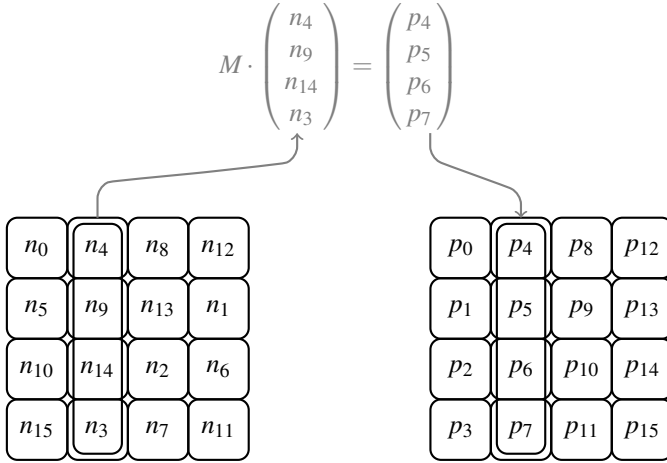 M · (n₄ n₉ n₁₄ n₃) = (p₄ p₅ p₆ p₇)
n₀ n₄ n₈ n₁₂
n₅ n₉ n₁₃ n₁
n₁₀ n₁₄ n₂ n₆
n₁₅ n₃ n₇ n₁₁
p₀ p₄ p₈ p₁₂
p₁ p₅ p₉ p₁₃
p₂ p₆ p₁₀ p₁₄
p₃ p₇ p₁₁ p₁₅